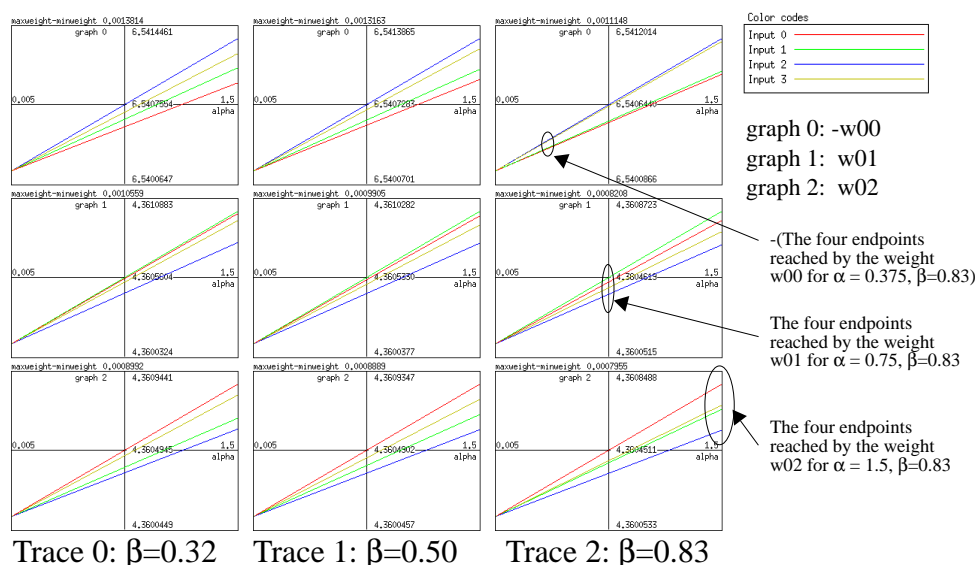 maxweight-minweight 0.0013814
graph 0
6.5414461
0.005
6.5407554
1.5
alpha
6.5400647
maxweight-minweight 0.0013163
graph 0
6.5413865
0.005
6.5407283
1.5
alpha
6.5400701
maxweight-minweight 0.0011148
graph 0
6.5412014
0.005
6.5406440
1.5
alpha
6.5400866
Color codes
Input 0
Input 1
Input 2
Input 3
graph 0: -w00
graph 1: w01
graph 2: w02
maxweight-minweight 0.0010559
graph 1
4.3610883
0.005
4.3605604
1.5
alpha
4.3600324
maxweight-minweight 0.0009905
graph 1
4.3610282
0.005
4.3605330
1.5
alpha
4.3600377
maxweight-minweight 0.0008208
graph 1
4.3608723
0.005
4.3604619
1.5
alpha
4.3600515
-(The four endpoints
reached by the weight
w00 for α = 0.375, β=0.83)
The four endpoints
reached by the weight
w01 for α = 0.75, β=0.83
maxweight-minweight 0.0008992
graph 2
4.3609441
0.005
4.3604945
1.5
alpha
4.3600449
maxweight-minweight 0.0008889
graph 2
4.3609347
0.005
4.3604902
1.5
alpha
4.3600457
maxweight-minweight 0.0007955
graph 2
4.3608488
0.005
4.3604511
1.5
alpha
4.3600533
The four endpoints
reached by the weight
w02 for α = 1.5, β=0.83
Trace 0: β=0.32
Trace 1: β=0.50
Trace 2: β=0.83